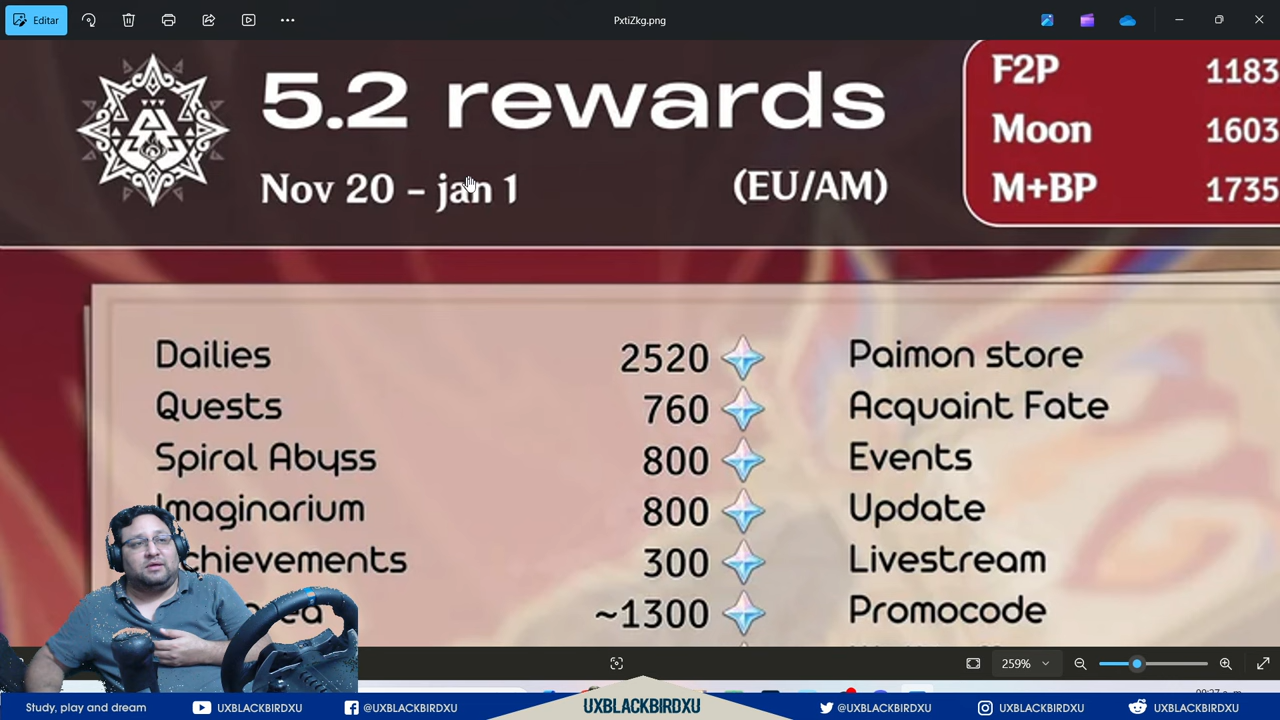 Editar
PxtiZkg.png
5.2 rewards
Nov 20 – jan 1
(EU/AM)
F2P 1183
Moon 1603
M+BP 1735
Dailies 2520
Quests 760
Spiral Abyss 800
Imaginarium 800
chievements 300
~1300
Paimon store
Acquaint Fate
Events
Update
Livestream
Promocode
259%
Study, play and dream
UXBLACKBIRDXU
@UXBLACKBIRDXU
UXBLACKBIRDXU
@UXBLACKBIRDXU
UXBLACKBIRDXU
UXBLACKBIRDXU